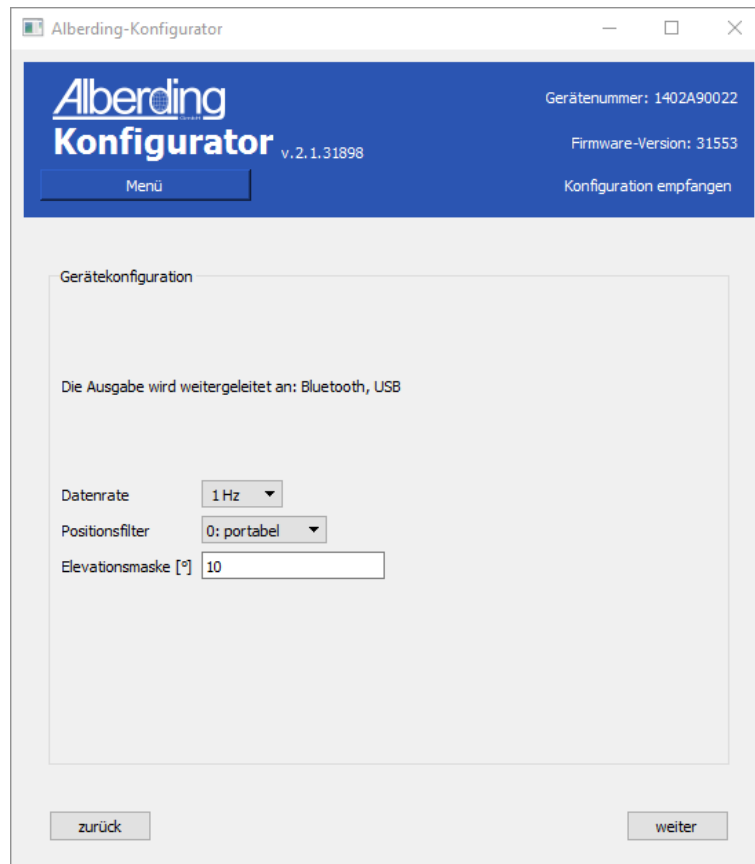 Alberding-Konfigurator
Alberding
GmbH
Konfigurator v.2.1.31898
Menü
Gerätenummer: 1402A90022
Firmware-Version: 31553
Konfiguration empfangen
Gerätekonfiguration
Die Ausgabe wird weitergeleitet an: Bluetooth, USB
Datenrate 1 Hz
Positionsfilter 0: portabel
Elevationsmaske [°] 10
zurück
weiter